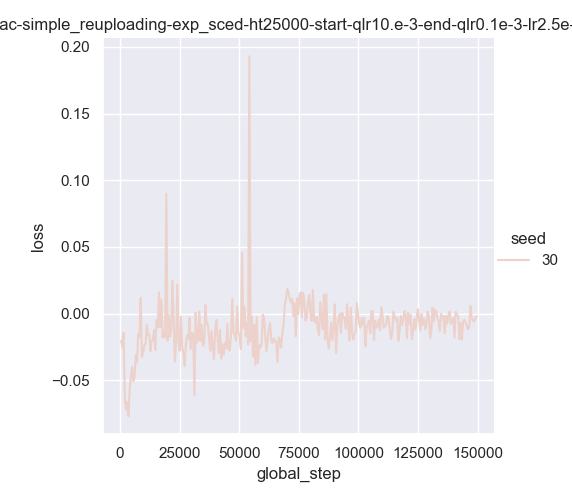 ac-simple_reuploading-exp_sced-ht25000-start-qlr10.e-3-end-qlr0.1e-3-lr2.5e-
0.20
0.15
0.10
0.05
0.00
−0.05
loss
0 25000 50000 75000 100000 125000 150000
global_step
seed
30